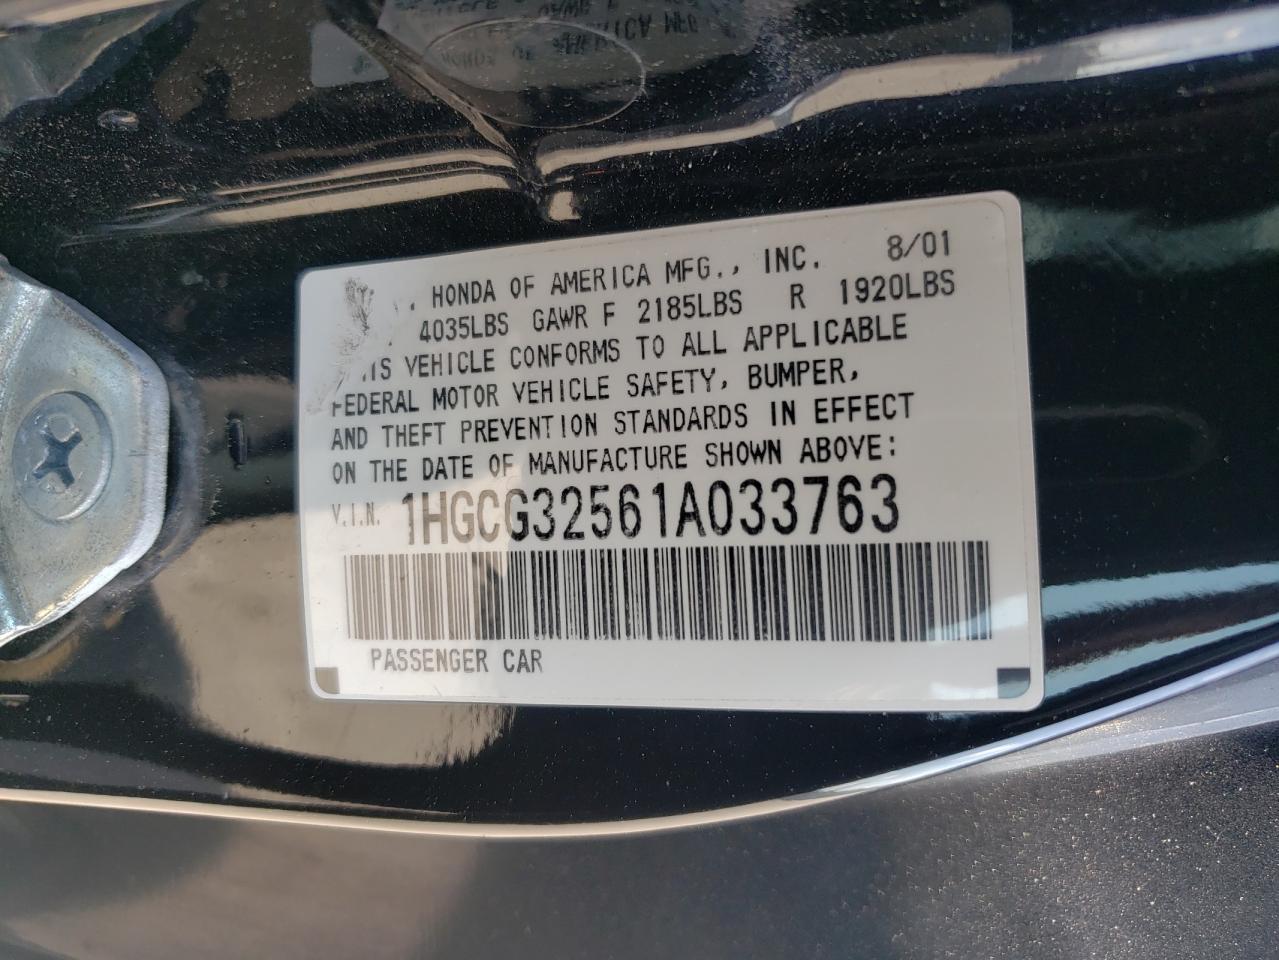 HONDA OF AMERICA MFG., INC. 8/01
4035LBS GAWR F 2185LBS R 1920LBS
VEHICLE CONFORMS TO ALL APPLICABLE
FEDERAL MOTOR VEHICLE SAFETY, BUMPER,
AND THEFT PREVENTION STANDARDS IN EFFECT
ON THE DATE OF MANUFACTURE SHOWN ABOVE:
V.I.N. 1HGCG32561A033763
PASSENGER CAR